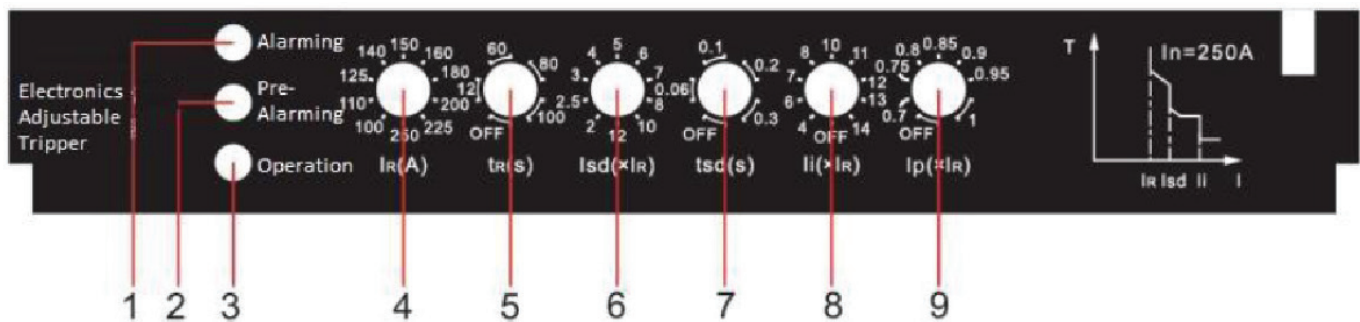 Alarming
Electronics
Adjustable
Tripper
Pre-
Alarming
Operation
100 110 125 140 150 160 180 200 225 250
IR(A)
OFF 12 60 80 100
tR(s)
2 2.5 3 4 5 6 7 8 10 12
Isd(×IR)
OFF 0.06 0.1 0.2 0.3
tsd(s)
4 6 7 8 10 11 12 13 14 OFF
Ii(×IR)
OFF 0.7 0.75 0.8 0.85 0.9 0.95 1
Ip(×IR)
T
In=250A
IR Isd Ii I
1 2 3 4 5 6 7 8 9